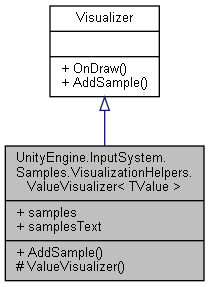 Visualizer
+ OnDraw()
+ AddSample()
UnityEngine.InputSystem.
Samples.VisualizationHelpers.
ValueVisualizer< TValue >
+ samples
+ samplesText
+ AddSample()
# ValueVisualizer()